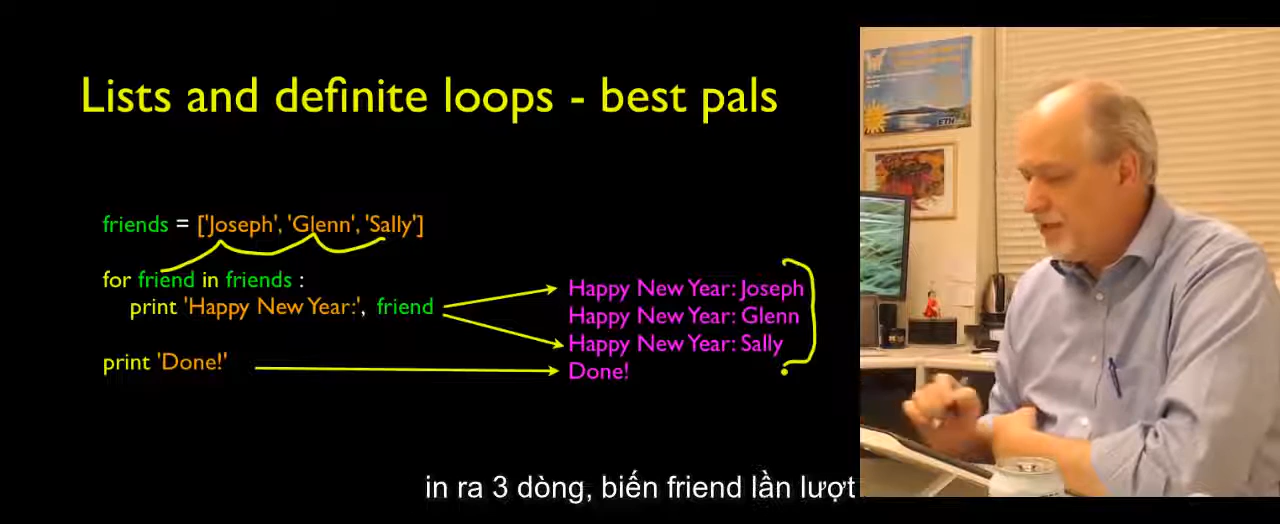 Lists and definite loops - best pals
friends = ['Joseph', 'Glenn', 'Sally']
for friend in friends :
print 'Happy New Year:', friend
print 'Done!'
Happy New Year: Joseph
Happy New Year: Glenn
Happy New Year: Sally
Done!
in ra 3 dòng, biến friend lần lượt